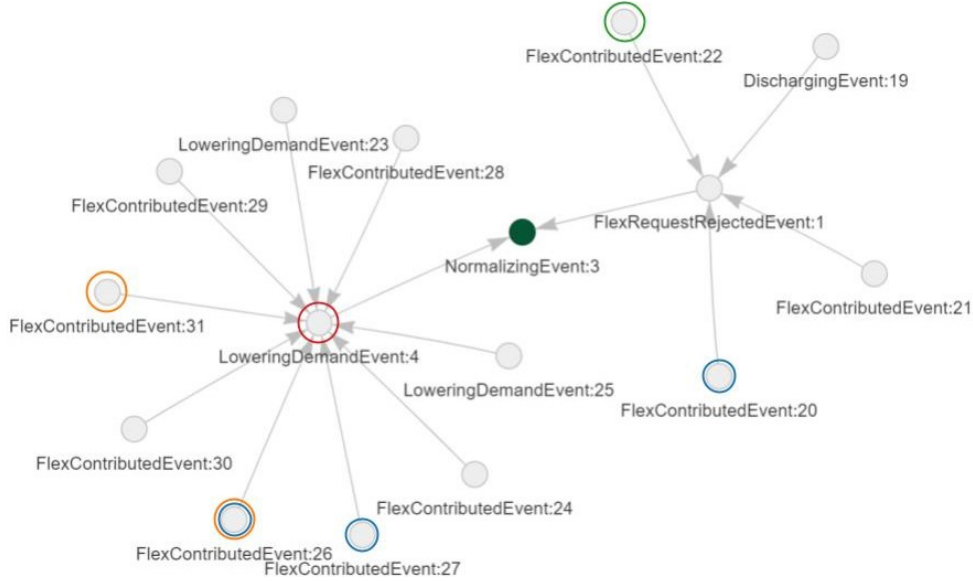 FlexContributedEvent:22
DischargingEvent:19
LoweringDemandEvent:23
FlexContributedEvent:28
FlexContributedEvent:29
FlexRequestRejectedEvent:1
NormalizingEvent:3
FlexContributedEvent:21
FlexContributedEvent:31
LoweringDemandEvent:4
LoweringDemandEvent:25
FlexContributedEvent:20
FlexContributedEvent:30
FlexContributedEvent:24
FlexContributedEvent:26
FlexContributedEvent:27